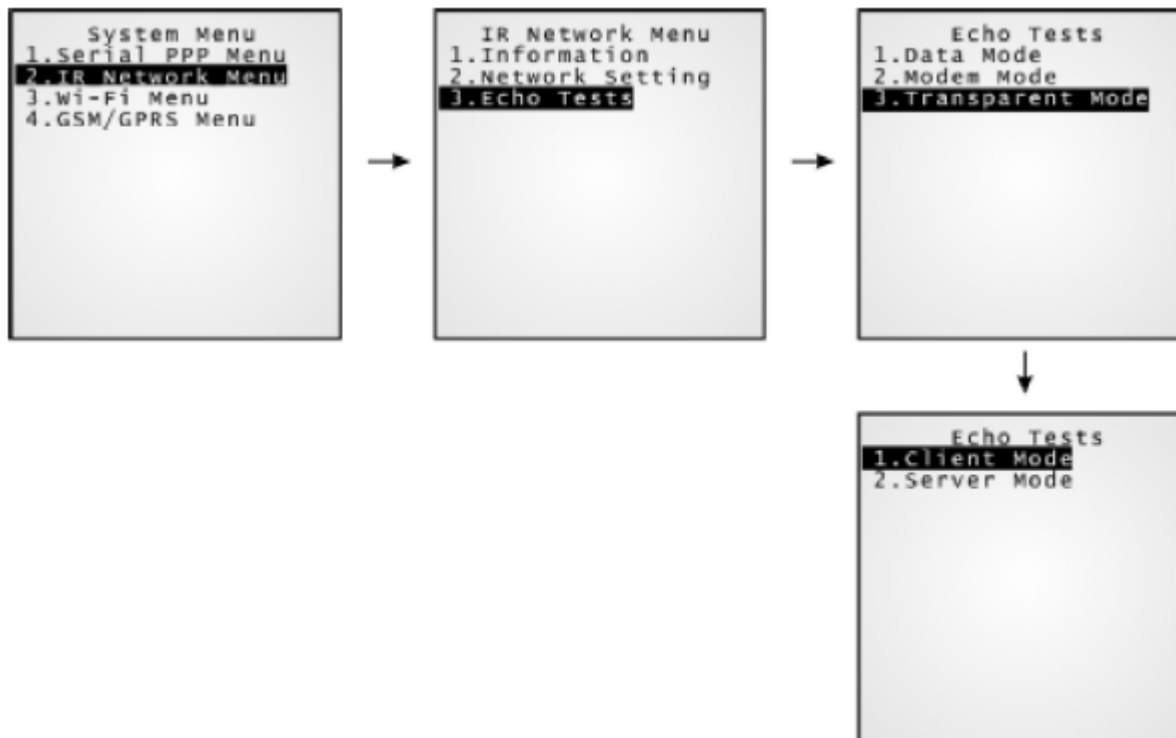 System Menu
1.Serial PPP Menu
2.IR Network Menu
3.Wi-Fi Menu
4.GSM/GPRS Menu
IR Network Menu
1.Information
2.Network Setting
3.Echo Tests
Echo Tests
1.Data Mode
2.Modem Mode
3.Transparent Mode
Echo Tests
1.Client Mode
2.Server Mode